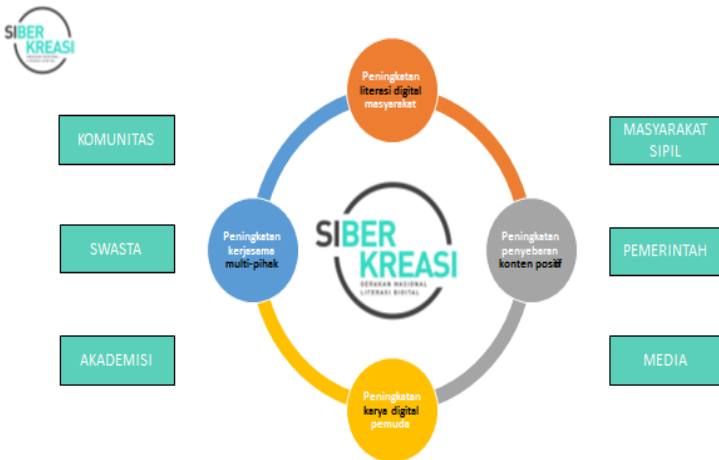 SIBER
KREASI
Peningkatan
literasi digital
masyarakat
KOMUNITAS
MASYARAKAT
SIPIL
SWASTA
Peningkatan
kerjasama
multi-pihak
SIBER
KREASI
GERAKAN NASIONAL
LITERASI DIGITAL
Peningkatan
penyebaran
konten positif
PEMERINTAH
AKADEMISI
Peningkatan
karya digital
pemuda
MEDIA